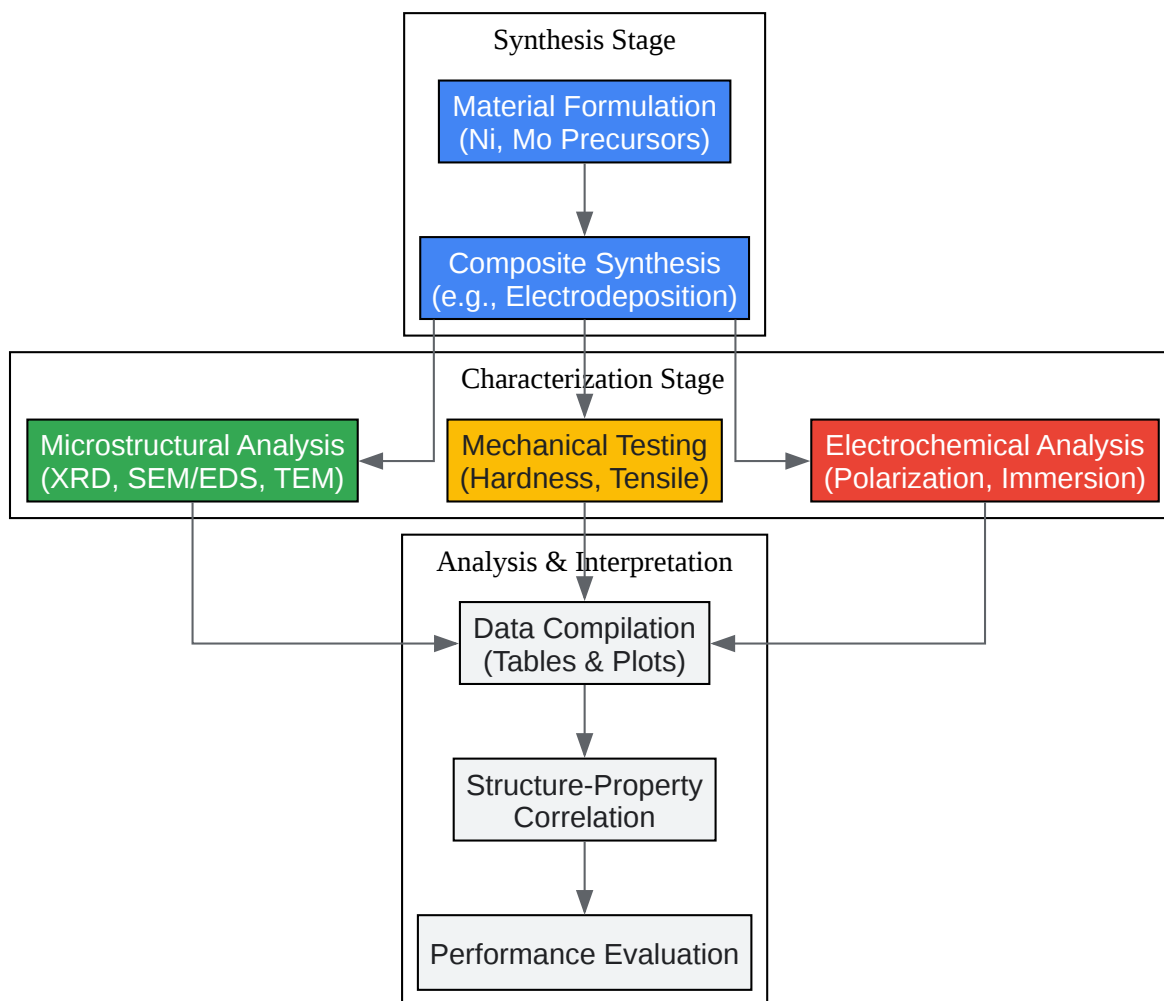 Synthesis Stage
Material Formulation
(Ni, Mo Precursors)
Composite Synthesis
(e.g., Electrodeposition)
Characterization Stage
Microstructural Analysis
(XRD, SEM/EDS, TEM)
Mechanical Testing
(Hardness, Tensile)
Electrochemical Analysis
(Polarization, Immersion)
Analysis & Interpretation
Data Compilation
(Tables & Plots)
Structure-Property
Correlation
Performance Evaluation